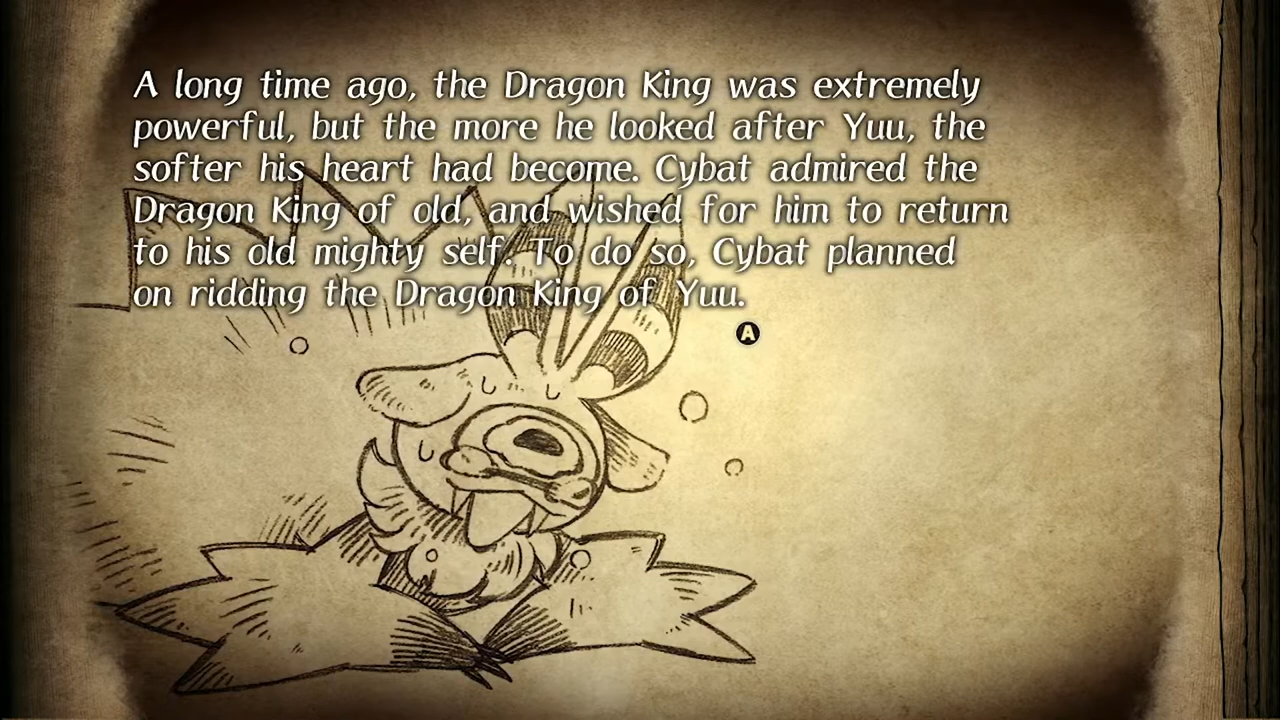 A long time ago, the Dragon King was extremely
powerful, but the more he looked after Yuu, the
softer his heart had become. Cybat admired the
Dragon King of old, and wished for him to return
to his old mighty self. To do so, Cybat planned
on ridding the Dragon King of Yuu.
A